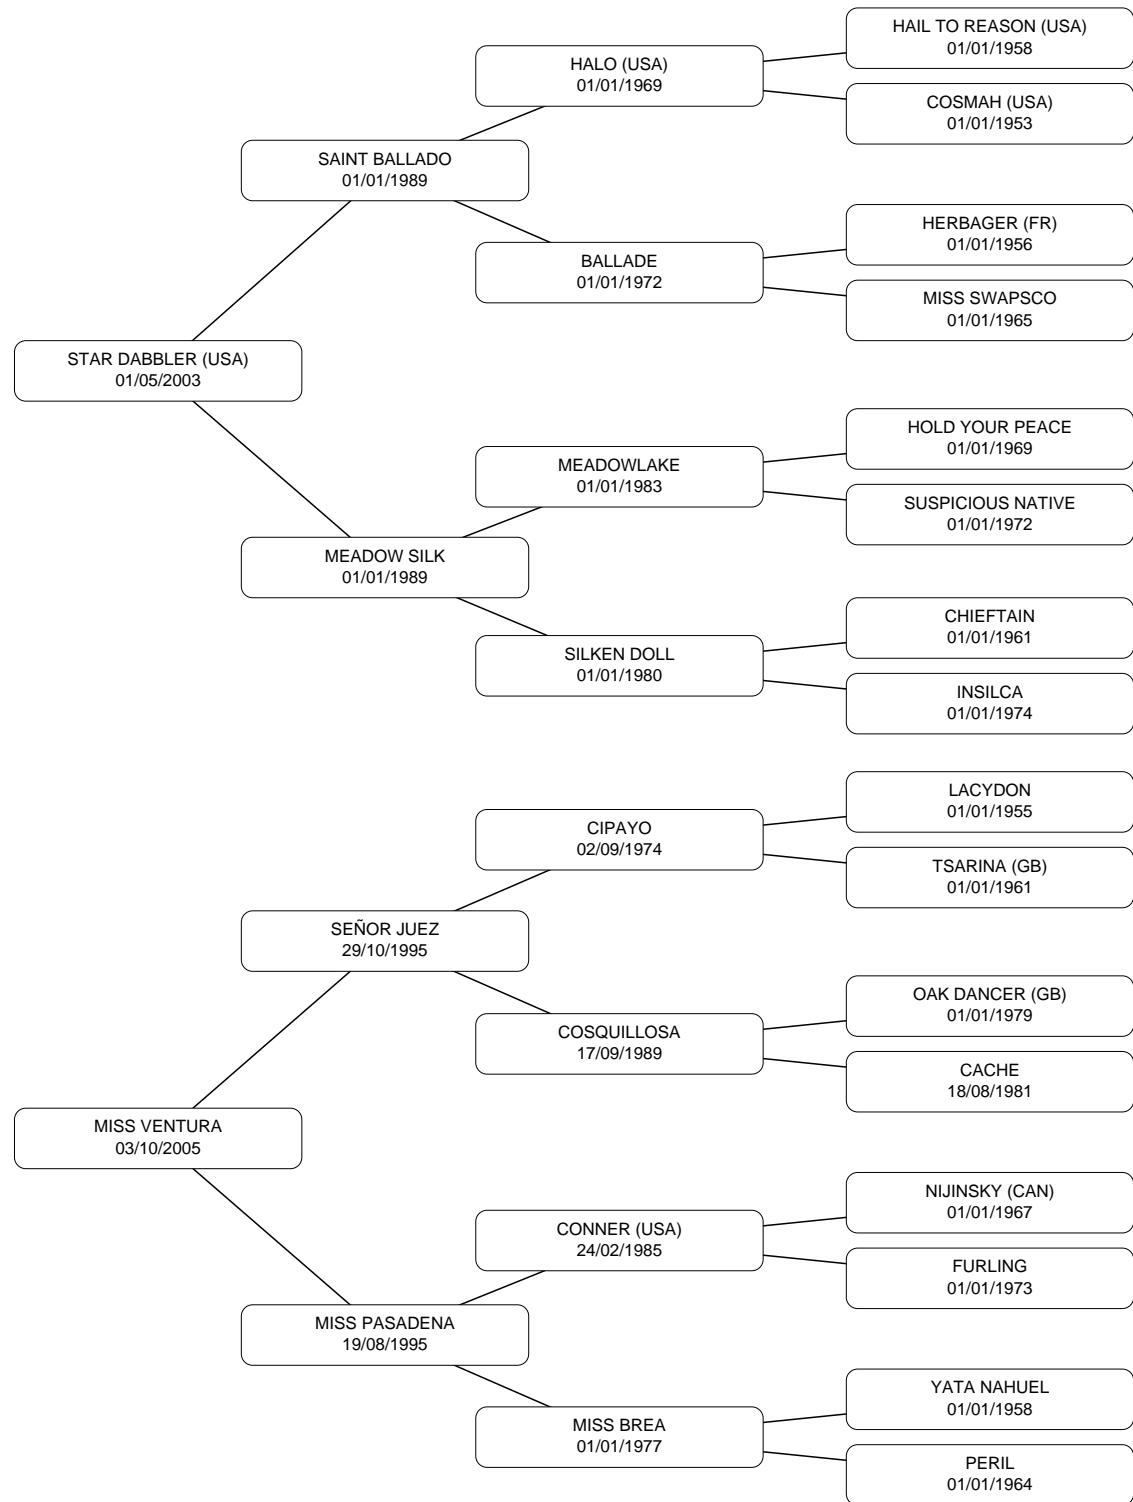 HAIL TO REASON (USA)
01/01/1958
HALO (USA)
01/01/1969
COSMAH (USA)
01/01/1953
SAINT BALLADO
01/01/1989
HERBAGER (FR)
01/01/1956
BALLADE
01/01/1972
MISS SWAPSCO
01/01/1965
STAR DABBLER (USA)
01/05/2003
HOLD YOUR PEACE
01/01/1969
MEADOWLAKE
01/01/1983
SUSPICIOUS NATIVE
01/01/1972
MEADOW SILK
01/01/1989
CHIEFTAIN
01/01/1961
SILKEN DOLL
01/01/1980
INSILCA
01/01/1974
LACYDON
01/01/1955
CIPAYO
02/09/1974
TSARINA (GB)
01/01/1961
SEÑOR JUEZ
29/10/1995
OAK DANCER (GB)
01/01/1979
COSQUILLOSA
17/09/1989
CACHE
18/08/1981
MISS VENTURA
03/10/2005
NIJINSKY (CAN)
01/01/1967
CONNER (USA)
24/02/1985
FURLING
01/01/1973
MISS PASADENA
19/08/1995
YATA NAHUEL
01/01/1958
MISS BREA
01/01/1977
PERIL
01/01/1964